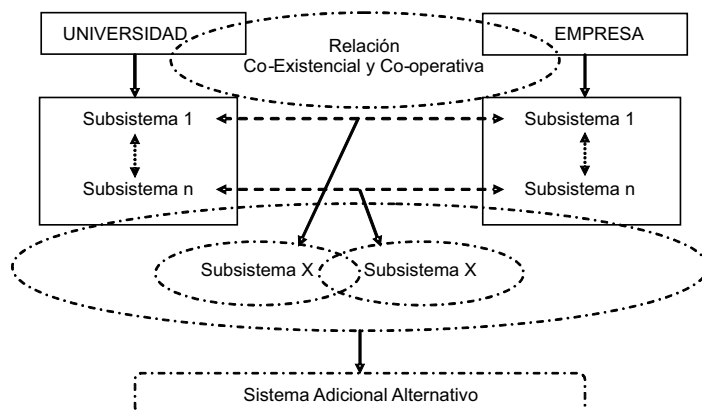 UNIVERSIDAD
Relación
Co-Existencial y Co-operativa
EMPRESA
Subsistema 1
Subsistema 1
Subsistema n
Subsistema n
Subsistema X
Subsistema X
Sistema Adicional Alternativo